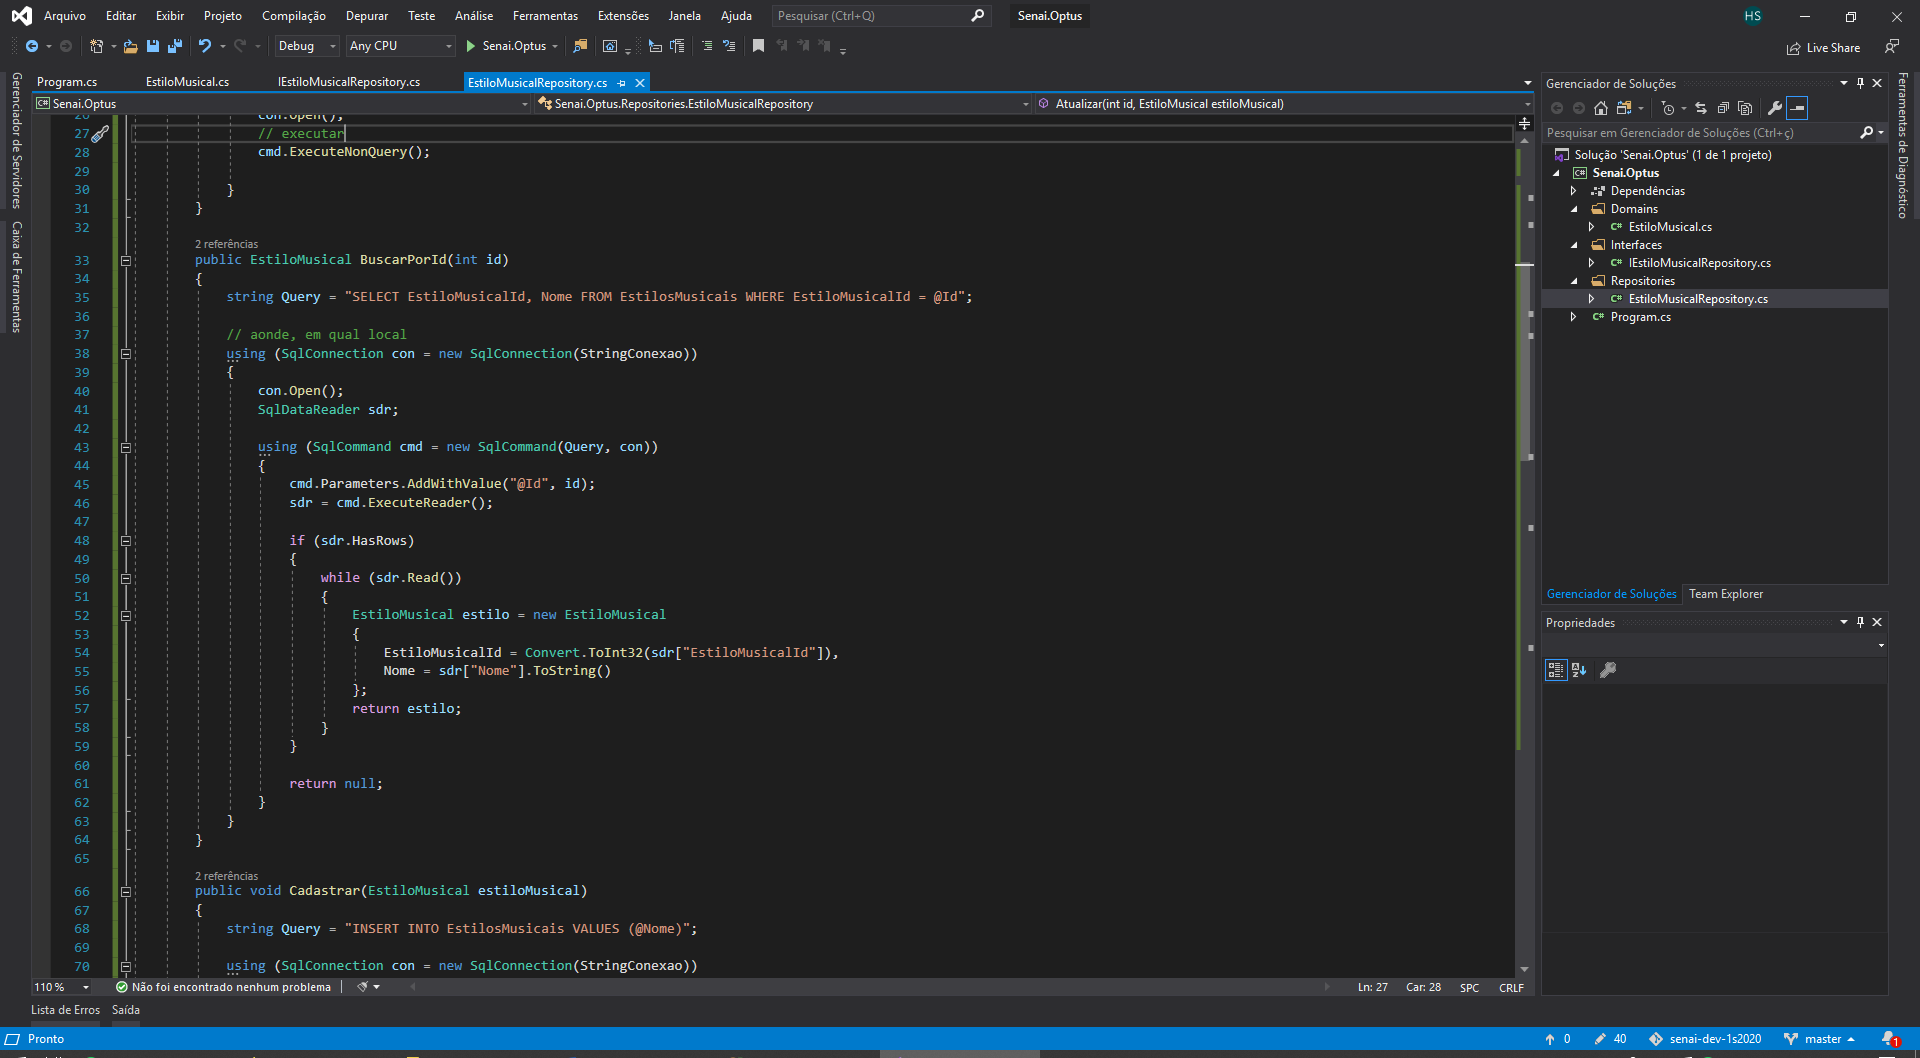 Arquivo Editar Exibir Projeto Compilação Depurar Teste Análise Ferramentas Extensões Janela Ajuda Pesquisar (Ctrl+Q) Senai.Optus HS
Debug Any CPU Senai.Optus Live Share
Program.cs EstiloMusical.cs IEstiloMusicalRepository.cs EstiloMusicalRepository.cs
Senai.Optus Senai.Optus.Repositories.EstiloMusicalRepository Atualizar(int id, EstiloMusical estiloMusical)
Gerenciador de Servidores
Caixa de Ferramentas
26 con.Open();
27 // executar
28 cmd.ExecuteNonQuery();
29
30 }
31 }
32
2 referências
33 public EstiloMusical BuscarPorId(int id)
34 {
35 string Query = "SELECT EstiloMusicalId, Nome FROM EstilosMusicais WHERE EstiloMusicalId = @Id";
36
37 // aonde, em qual local
38 using (SqlConnection con = new SqlConnection(StringConexao))
39 {
40 con.Open();
41 SqlDataReader sdr;
42
43 using (SqlCommand cmd = new SqlCommand(Query, con))
44 {
45 cmd.Parameters.AddWithValue("@Id", id);
46 sdr = cmd.ExecuteReader();
47
48 if (sdr.HasRows)
49 {
50 while (sdr.Read())
51 {
52 EstiloMusical estilo = new EstiloMusical
53 {
54 EstiloMusicalId = Convert.ToInt32(sdr["EstiloMusicalId"]),
55 Nome = sdr["Nome"].ToString()
56 };
57 return estilo;
58 }
59 }
60
61 return null;
62 }
63 }
64 }
65
2 referências
66 public void Cadastrar(EstiloMusical estiloMusical)
67 {
68 string Query = "INSERT INTO EstilosMusicais VALUES (@Nome)";
69
70 using (SqlConnection con = new SqlConnection(StringConexao))
110 % Não foi encontrado nenhum problema Ln: 27 Car: 28 SPC CRLF
Lista de Erros Saída
Gerenciador de Soluções
Pesquisar em Gerenciador de Soluções (Ctrl+ç)
Solução 'Senai.Optus' (1 de 1 projeto)
Senai.Optus
Dependências
Domains
C# EstiloMusical.cs
Interfaces
C# IEstiloMusicalRepository.cs
Repositories
C# EstiloMusicalRepository.cs
C# Program.cs
Gerenciador de Soluções Team Explorer
Propriedades
Ferramentas de Diagnóstico
Pronto 0 40 senai-dev-1s2020 master 1